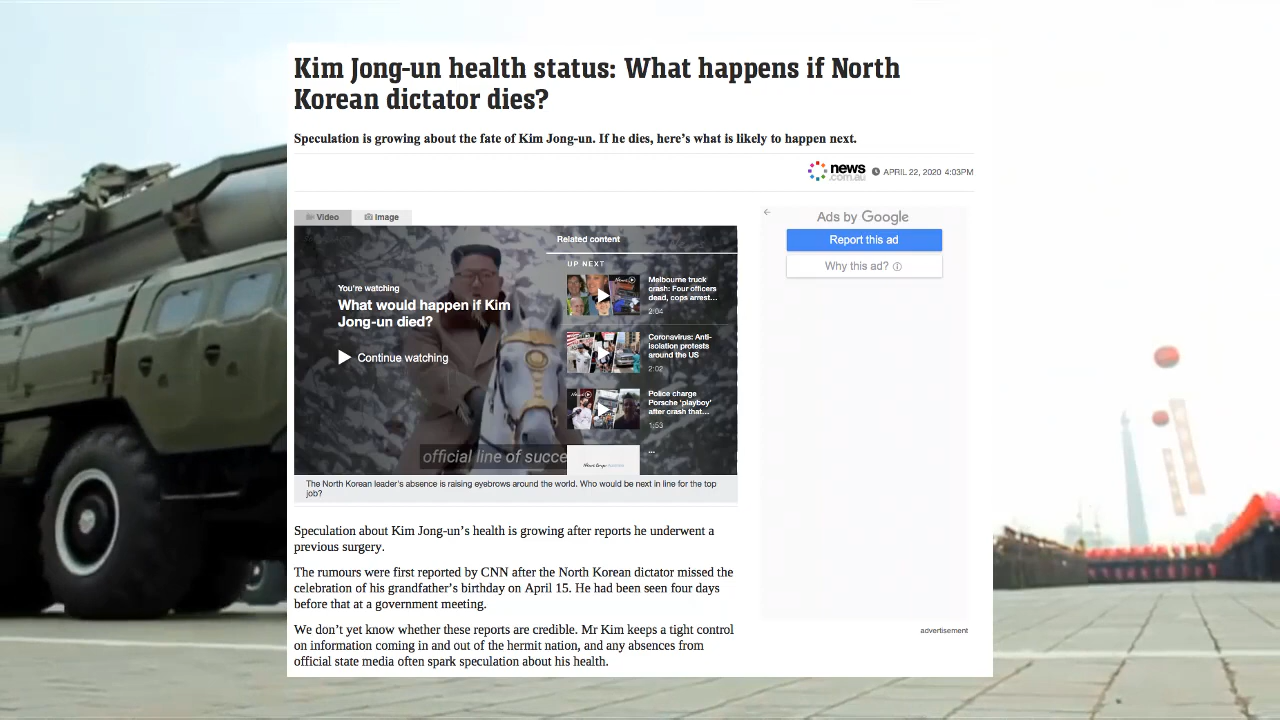 Kim Jong-un health status: What happens if North
Korean dictator dies?
Speculation is growing about the fate of Kim Jong-un. If he dies, here’s what is likely to happen next.
news
.com.au
APRIL 22, 2020 4:03PM
Video
Image
Related content
UP NEXT
You're watching
What would happen if Kim
Jong-un died?
Continue watching
Melbourne truck
crash: Four officers
dead, cops arrest...
2:04
Coronavirus: Anti-
isolation protests
around the US
2:02
Police charge
Porsche 'playboy'
after crash that...
1:53
...
official line of succe
The North Korean leader's absence is raising eyebrows around the world. Who would be next in line for the top
job?
Ads by Google
Report this ad
Why this ad?
advertisement
Speculation about Kim Jong-un’s health is growing after reports he underwent a
previous surgery.
The rumours were first reported by CNN after the North Korean dictator missed the
celebration of his grandfather’s birthday on April 15. He had been seen four days
before that at a government meeting.
We don’t yet know whether these reports are credible. Mr Kim keeps a tight control
on information coming in and out of the hermit nation, and any absences from
official state media often spark speculation about his health.